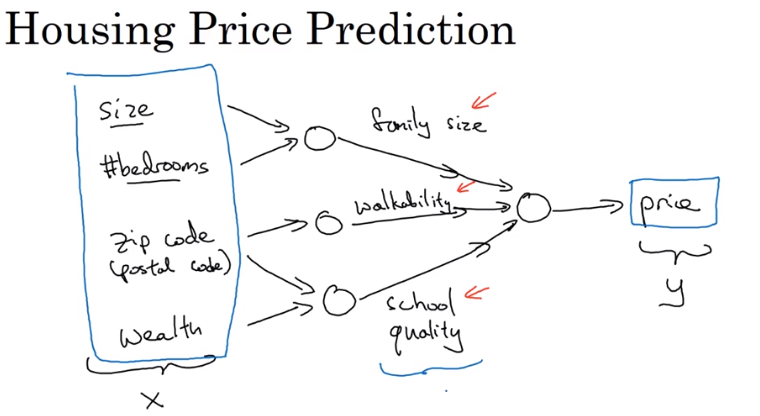 Housing Price Prediction
size
family size
#bedrooms
walkability
price
zip code
(postal code)
wealth
school
quality
x
y